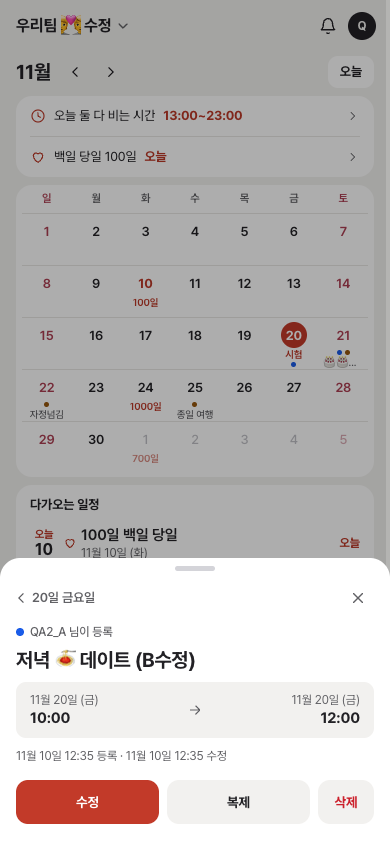 우리팀 💏 수정
Q
11월
오늘
오늘 둘 다 비는 시간 13:00~23:00
백일 당일 100일 오늘
일 월 화 수 목 금 토
1 2 3 4 5 6 7
8 9 10 11 12 13 14
100일
15 16 17 18 19 20 21
시험
🎂🎂...
22 23 24 25 26 27 28
자정넘김 1000일 종일 여행
29 30 1 2 3 4 5
700일
다가오는 일정
오늘
10
100일 백일 당일
11월 10일 (화)
오늘
20일 금요일
QA2_A 님이 등록
저녁 🍝 데이트 (B수정)
11월 20일 (금) → 11월 20일 (금)
10:00 12:00
11월 10일 12:35 등록 · 11월 10일 12:35 수정
수정 복제 삭제